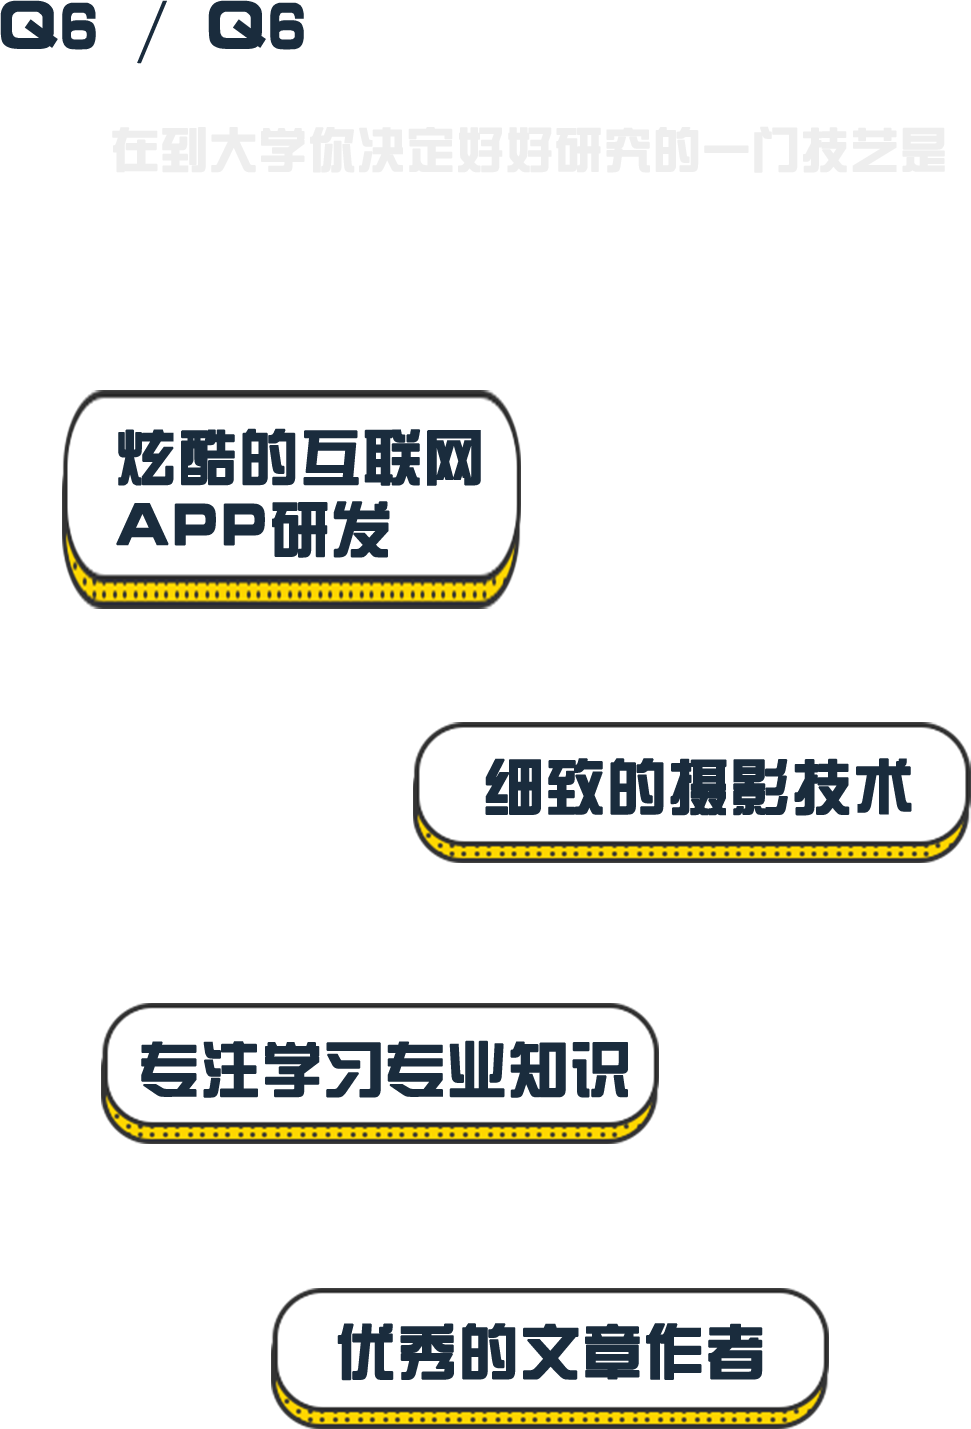 Q6 / Q6
在到大学你决定好好研究的一门技艺是
炫酷的互联网
APP研发
细致的摄影技术
专注学习专业知识
优秀的文章作者